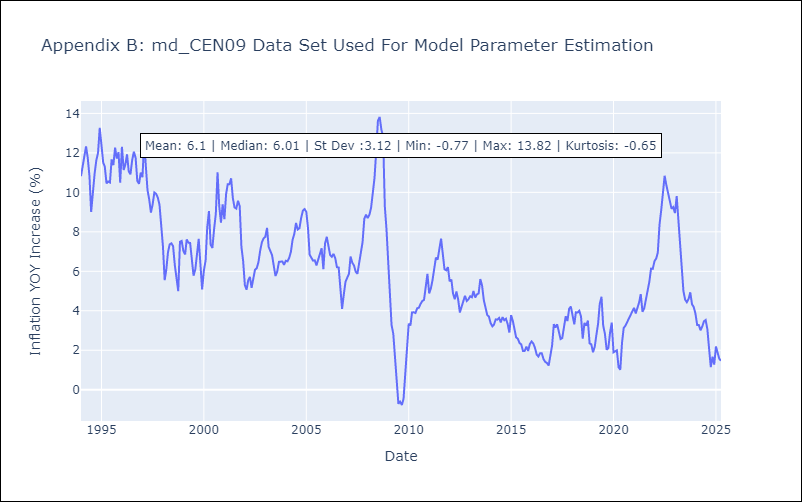 Appendix B: md_CEN09 Data Set Used For Model Parameter Estimation
Mean: 6.1 | Median: 6.01 | St Dev :3.12 | Min: -0.77 | Max: 13.82 | Kurtosis: -0.65
Inflation YOY Increase (%)
14
12
10
8
6
4
2
0
1995 2000 2005 2010 2015 2020 2025
Date